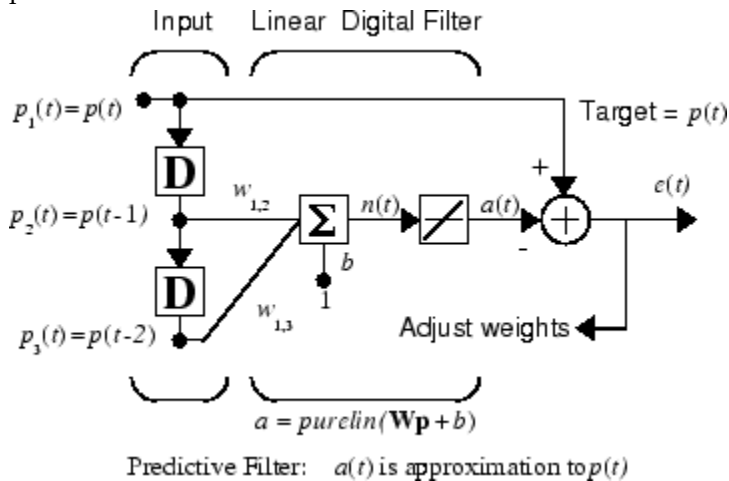 Input Linear Digital Filter
p1(t)=p(t)
Target = p(t)
D
w1,2
+
e(t)
p2(t)=p(t-1)
Σ
n(t)
a(t)
+
-
b
D
w1,3
1
p3(t)=p(t-2)
Adjust weights
a = purelin(Wp+b)
Predictive Filter: a(t) is approximation to p(t)